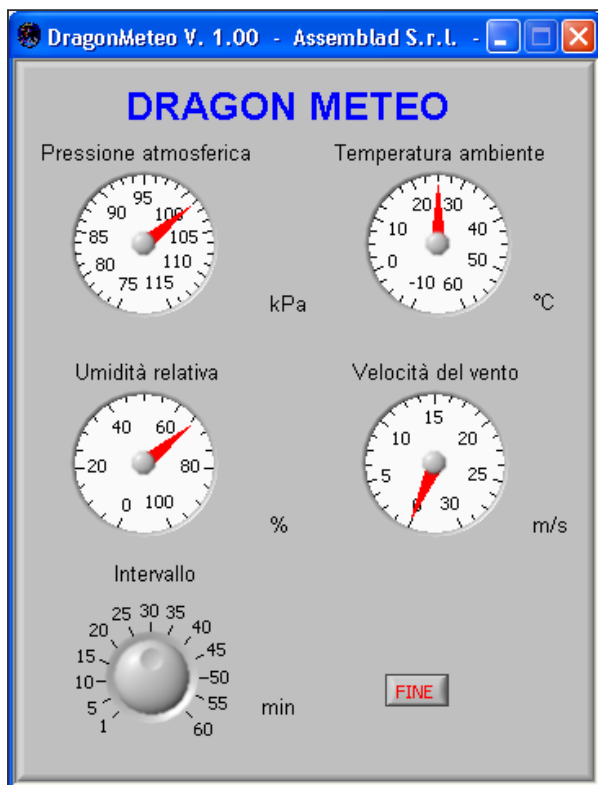 DragonMeteo V. 1.00 - Assemblad S.r.l. -
DRAGON METEO
Pressione atmosferica
75 80 85 90 95 100 105 110 115
kPa
Temperatura ambiente
-10 0 10 20 30 40 50 60
°C
Umidità relativa
0 20 40 60 80 100
%
Velocità del vento
0 5 10 15 20 25 30
m/s
Intervallo
1 5 10 15 20 25 30 35 40 45 50 55 60
min
FINE